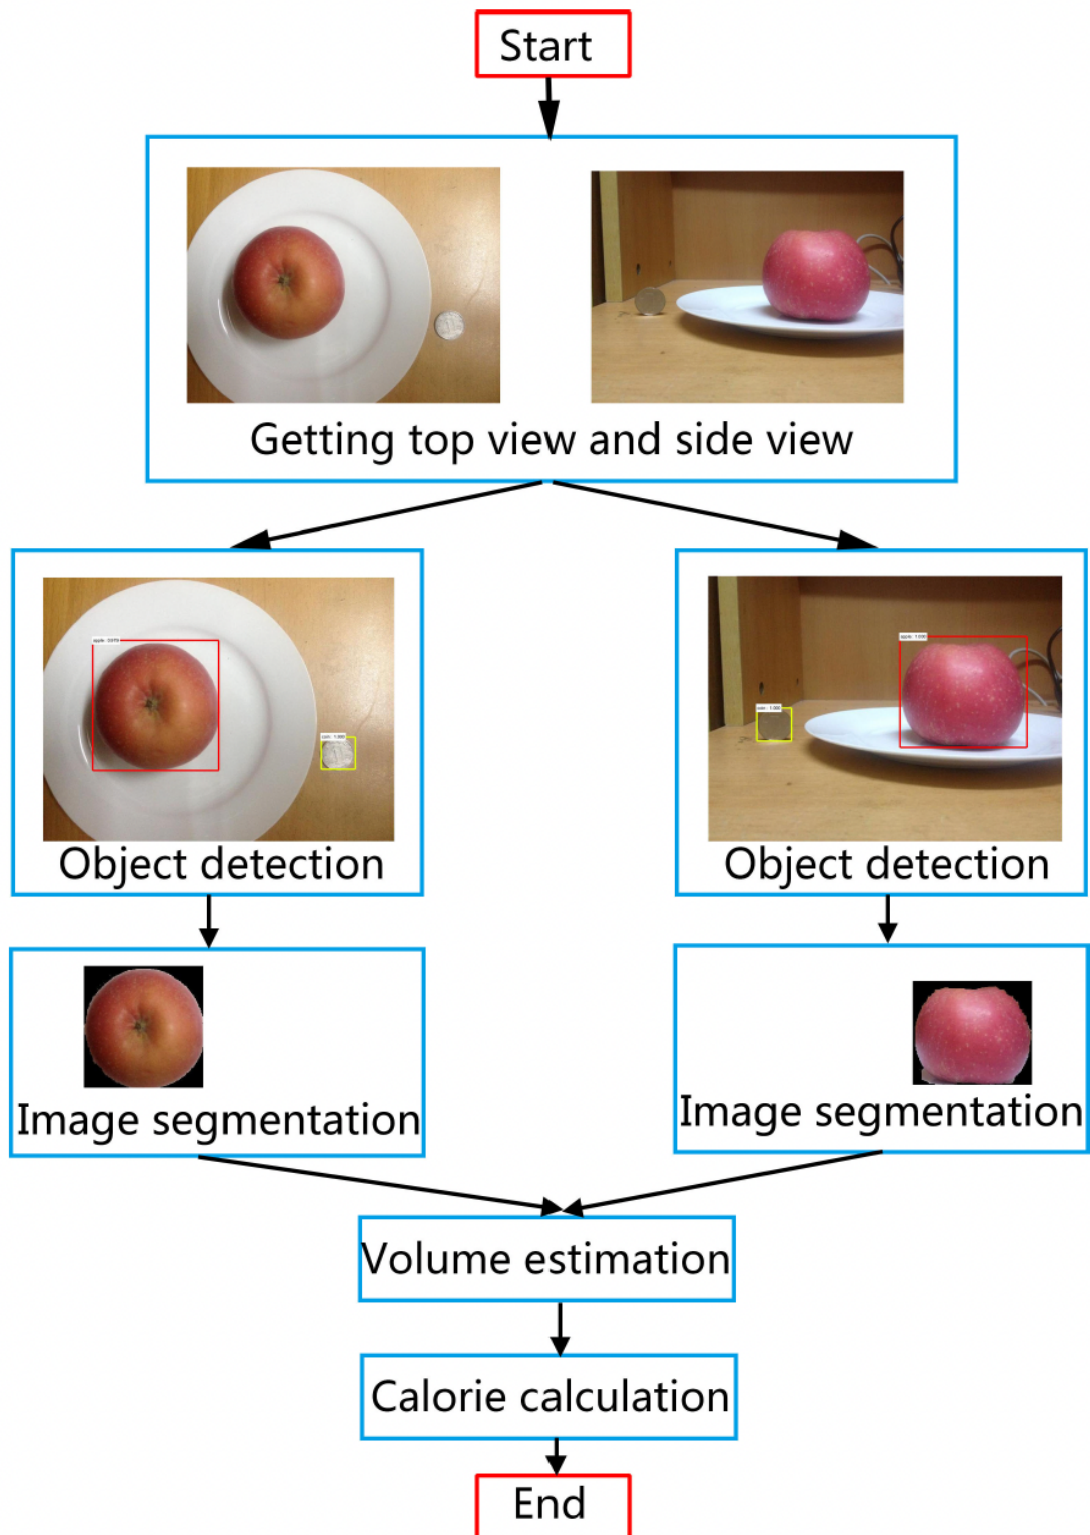 Start
Getting top view and side view
Object detection
Object detection
Image segmentation
Image segmentation
Volume estimation
Calorie calculation
End